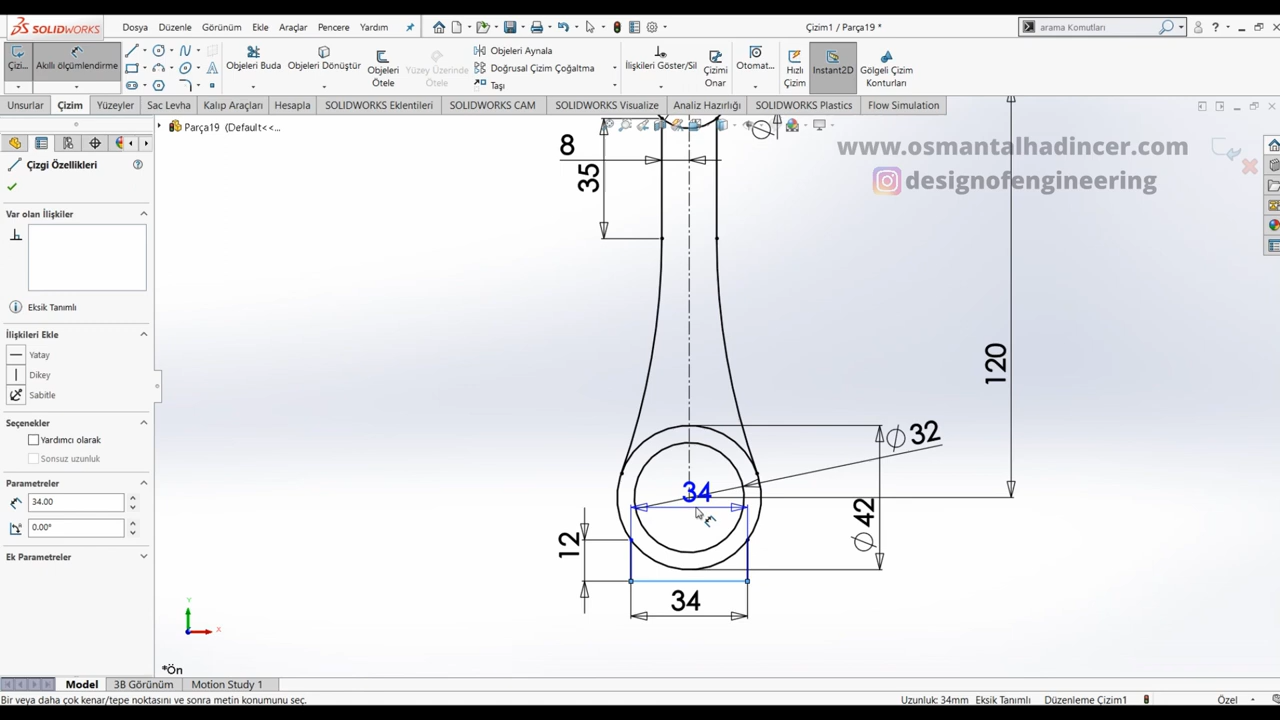 SOLIDWORKS
Dosya Düzenle Görünüm Ekle Araçlar Pencere Yardım
Çizim1 / Parça19 *
arama Komutları
Çizi...
Akıllı ölçümlendirme
Objeleri Buda
Objeleri Dönüştür
Objeleri Ötele
Yüzey Üzerinde Ötele
Objeleri Aynala
Doğrusal Çizim Çoğaltma
Taşı
İlişkileri Göster/Sil
Çizimi Onar
Otomat...
Hızlı Çizim
Instant2D
Gölgeli Çizim Konturları
Unsurlar Çizim Yüzeyler Sac Levha Kalıp Araçları Hesapla SOLIDWORKS Eklentileri SOLIDWORKS CAM SOLIDWORKS Visualize Analiz Hazırlığı SOLIDWORKS Plastics Flow Simulation
Parça19 (Default<<...
www.osmantalhadincer.com
designofengineering
Çizgi Özellikleri
Var olan İlişkiler
Eksik Tanımlı
İlişkileri Ekle
Yatay
Dikey
Sabitle
Seçenekler
Yardımcı olarak
Sonsuz uzunluk
Parametreler
34.00
0.00°
Ek Parametreler
8
35
120
Ø 32
34
Ø 42
12
34
Y
X
*Ön
Model 3B Görünüm Motion Study 1
Bir veya daha çok kenar/tepe noktasını ve sonra metin konumunu seç.
Uzunluk: 34mm Eksik Tanımlı Düzenleme Çizim1
Özel